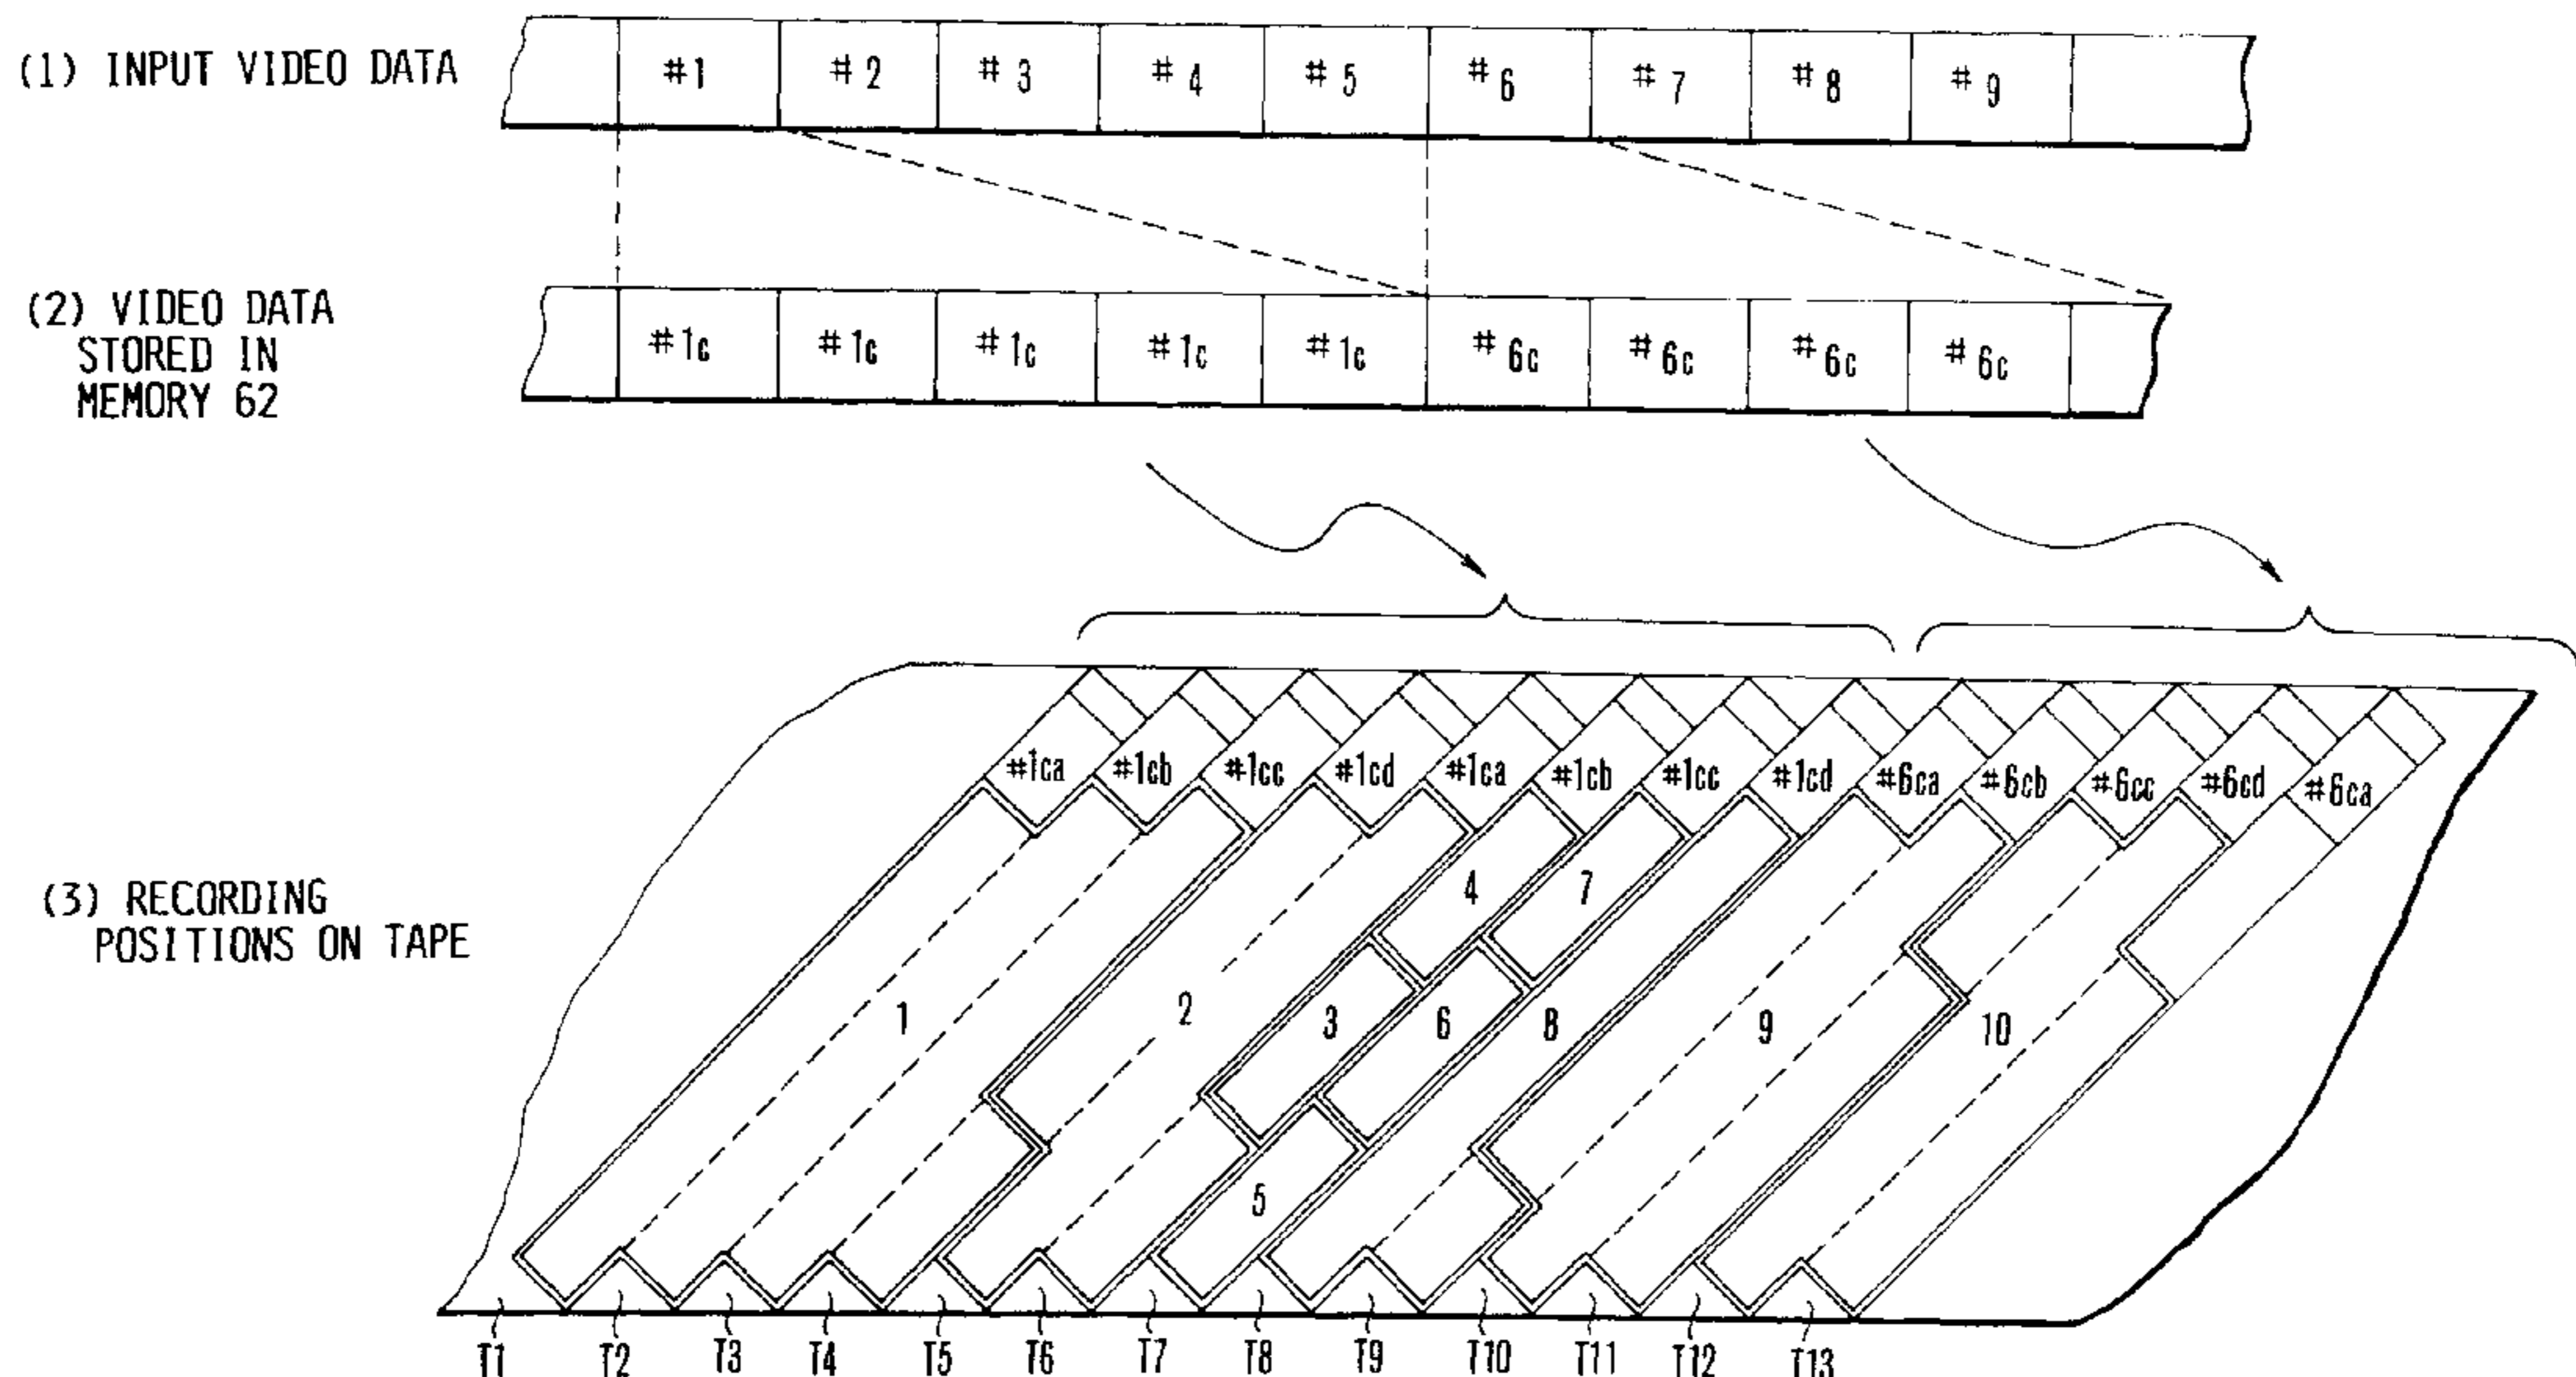 (1) INPUT VIDEO DATA
#1 #2 #3 #4 #5 #6 #7 #8 #9
(2) VIDEO DATA
STORED IN
MEMORY 62
#1c #1c #1c #1c #1c #6c #6c #6c #6c
(3) RECORDING
POSITIONS ON TAPE
#1ca #1cb #1cc #1cd #1ca #1cb #1cc #1cd #6ca #6cb #6cc #6cd #6ca
4 7
1 2 3 6 8 9 10
5
T1 T2 T3 T4 T5 T6 T7 T8 T9 T10 T11 T12 T13